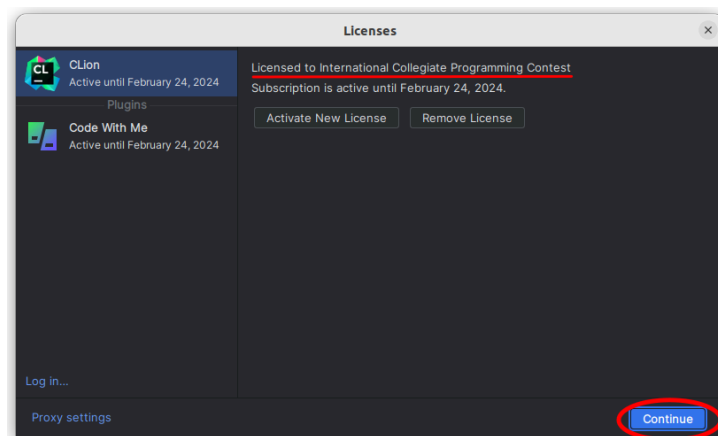 Licenses
CL
CLion
Active until February 24, 2024
Plugins
Code With Me
Active until February 24, 2024
Licensed to International Collegiate Programming Contest
Subscription is active until February 24, 2024.
Activate New License
Remove License
Log in...
Proxy settings
Continue